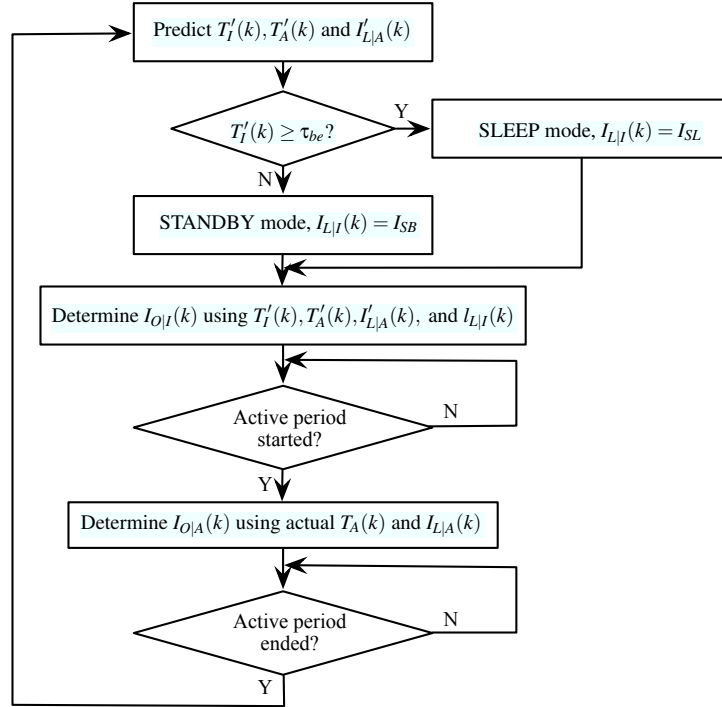 Predict T′_I(k), T′_A(k) and I′_{L|A}(k)
T′_I(k) ≥ τ_{be}?
Y
SLEEP mode, I_{L|I}(k) = I_{SL}
N
STANDBY mode, I_{L|I}(k) = I_{SB}
Determine I_{O|I}(k) using T′_I(k), T′_A(k), I′_{L|A}(k), and l_{L|I}(k)
Active period
started?
N
Y
Determine I_{O|A}(k) using actual T_A(k) and I_{L|A}(k)
Active period
ended?
N
Y